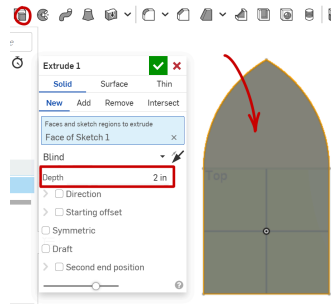 Extrude 1
Solid Surface Thin
New Add Remove Intersect
Faces and sketch regions to extrude
Face of Sketch 1
Blind
Depth 2 in
Direction
Starting offset
Symmetric
Draft
Second end position
Top